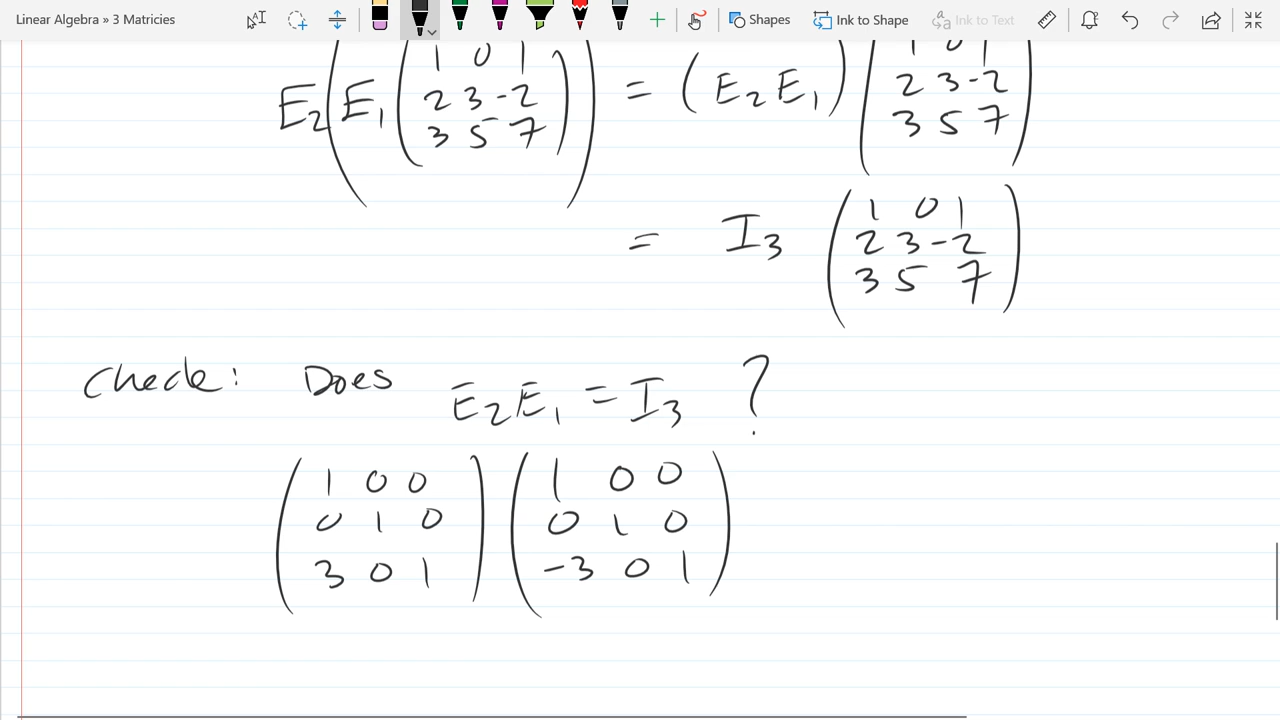 Linear Algebra » 3 Matricies
Shapes
Ink to Shape
Ink to Text
E₂(E₁(1 0 1
2 3 -2
3 5 7)) = (E₂E₁)(1 0 1
2 3 -2
3 5 7)
= I₃ (1 0 1
2 3 -2
3 5 7)
Check: Does E₂E₁ = I₃ ?
(1 0 0
0 1 0
3 0 1)(1 0 0
0 1 0
-3 0 1)